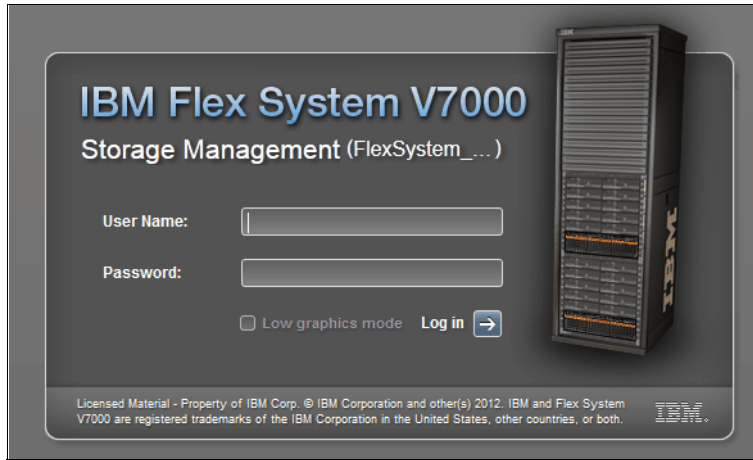 IBM Flex System V7000
Storage Management (FlexSystem_...)
User Name:
Password:
Low graphics mode Log in
Licensed Material - Property of IBM Corp. © IBM Corporation and other(s) 2012. IBM and Flex System
V7000 are registered trademarks of the IBM Corporation in the United States, other countries, or both.
IBM.
IBM
IBM